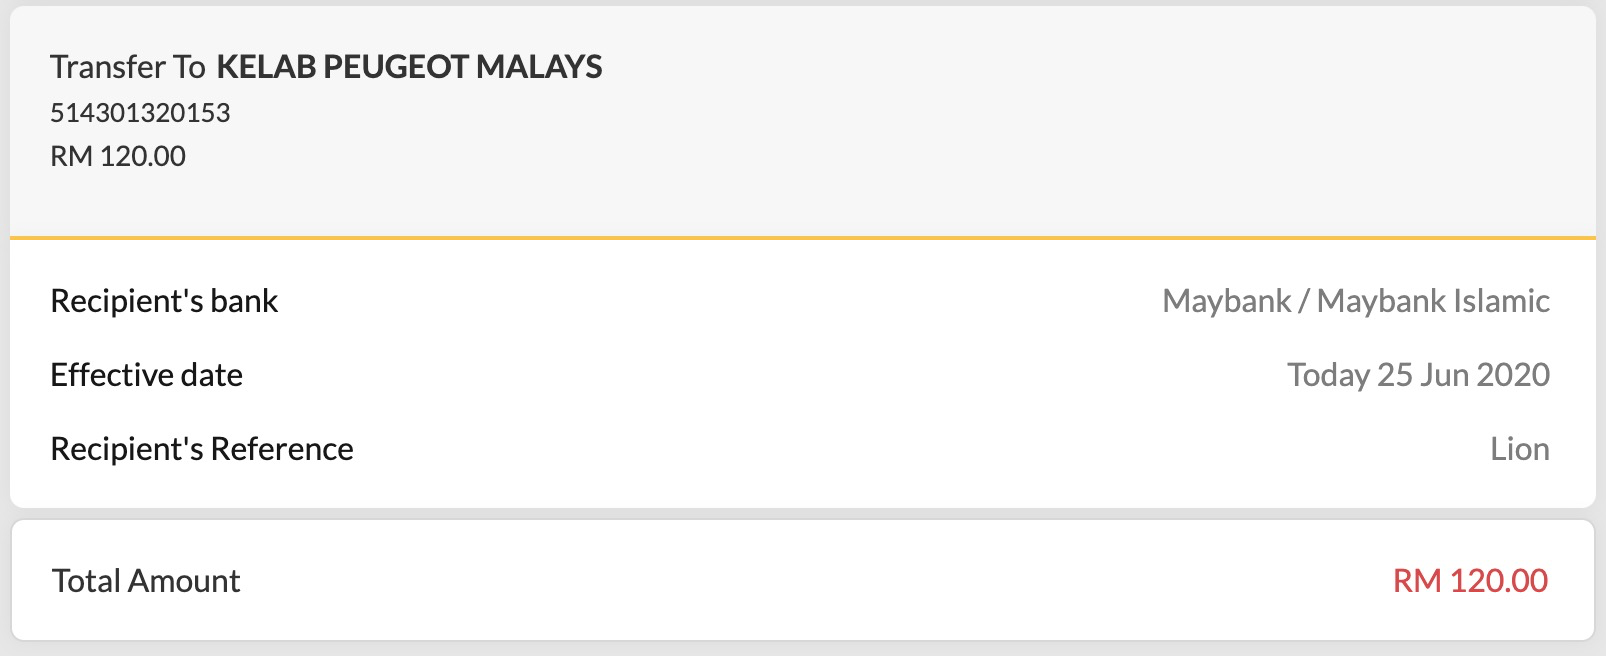 Transfer To KELAB PEUGEOT MALAYS
514301320153
RM 120.00
Recipient's bank Maybank / Maybank Islamic
Effective date Today 25 Jun 2020
Recipient's Reference Lion
Total Amount RM 120.00